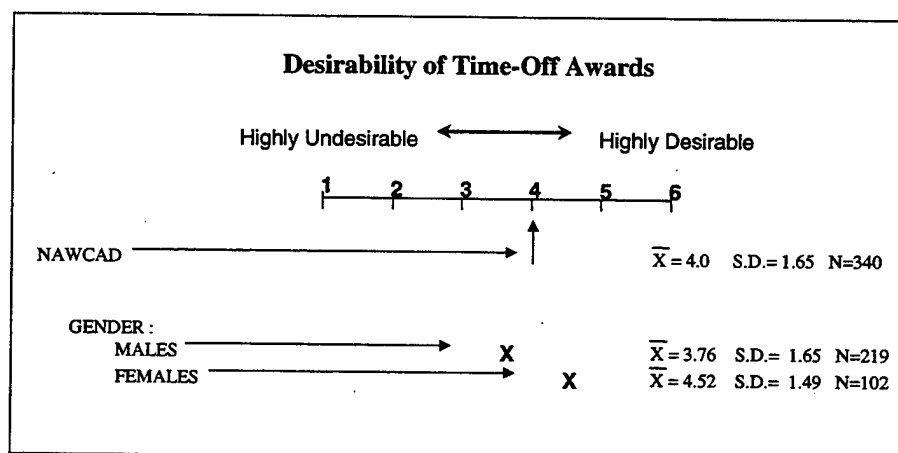 Desirability of Time-Off Awards
Highly Undesirable Highly Desirable
1 2 3 4 5 6
NAWCAD X̄ = 4.0 S.D.= 1.65 N=340
GENDER :
MALES X X̄ = 3.76 S.D.= 1.65 N=219
FEMALES X X̄ = 4.52 S.D.= 1.49 N=102